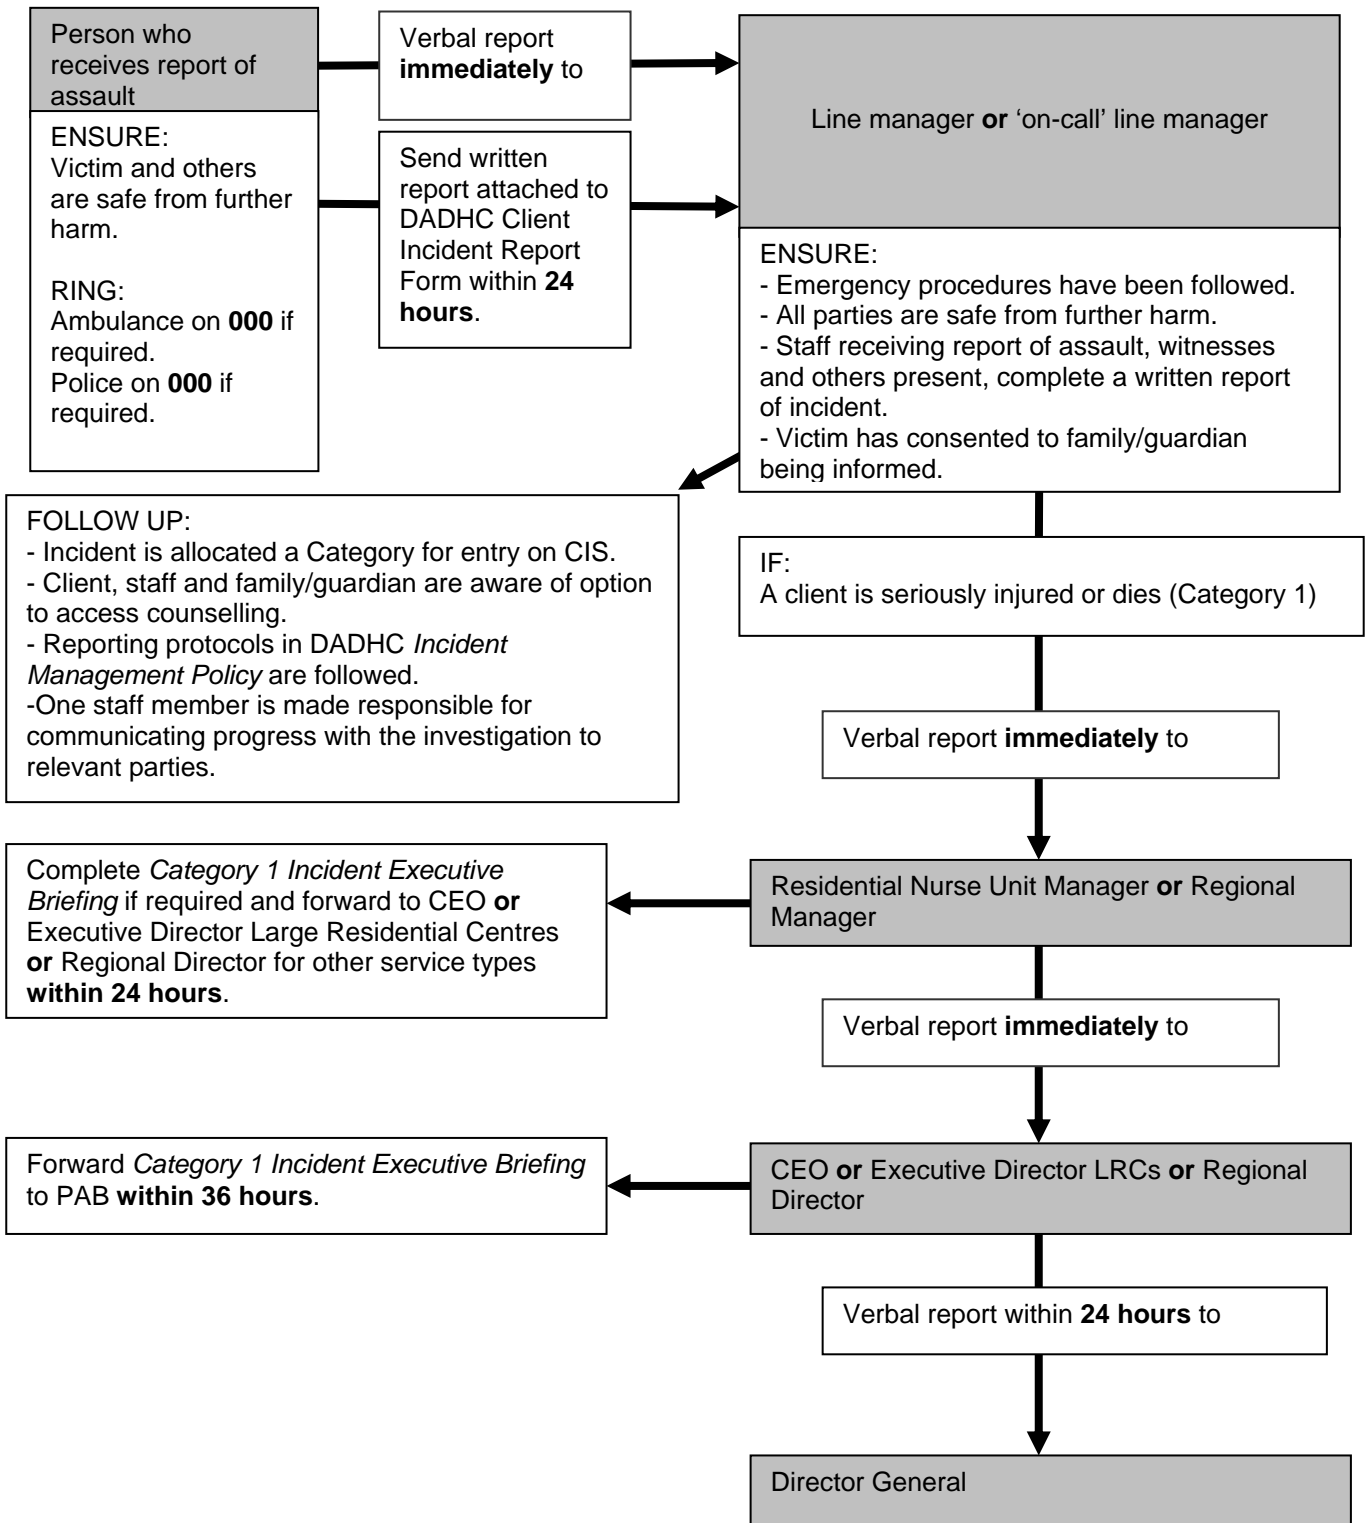 Person who
receives report of
assault
Verbal report
immediately to
Line manager or ‘on-call’ line manager
ENSURE:
Victim and others
are safe from further
harm.
RING:
Ambulance on 000 if
required.
Police on 000 if
required.
Send written
report attached to
DADHC Client
Incident Report
Form within 24
hours.
ENSURE:
- Emergency procedures have been followed.
- All parties are safe from further harm.
- Staff receiving report of assault, witnesses
and others present, complete a written report
of incident.
- Victim has consented to family/guardian
being informed.
FOLLOW UP:
- Incident is allocated a Category for entry on CIS.
- Client, staff and family/guardian are aware of option
to access counselling.
- Reporting protocols in DADHC Incident
Management Policy are followed.
-One staff member is made responsible for
communicating progress with the investigation to
relevant parties.
IF:
A client is seriously injured or dies (Category 1)
Verbal report immediately to
Complete Category 1 Incident Executive
Briefing if required and forward to CEO or
Executive Director Large Residential Centres
or Regional Director for other service types
within 24 hours.
Residential Nurse Unit Manager or Regional
Manager
Verbal report immediately to
Forward Category 1 Incident Executive Briefing
to PAB within 36 hours.
CEO or Executive Director LRCs or Regional
Director
Verbal report within 24 hours to
Director General